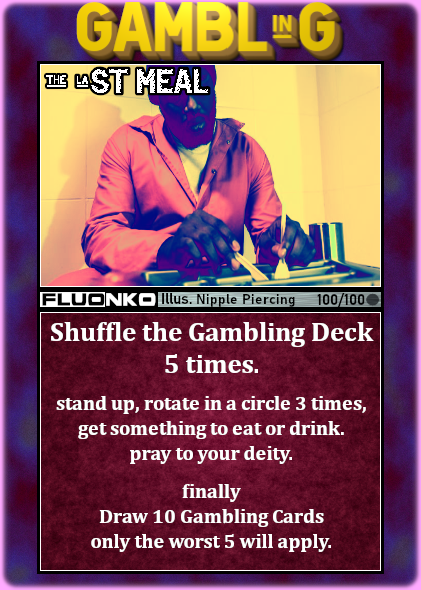 GAMBLinG
THE LAST MEAL
FLUONKO Illus. Nipple Piercing 100/100
Shuffle the Gambling Deck
5 times.
stand up, rotate in a circle 3 times,
get something to eat or drink.
pray to your deity.
finally
Draw 10 Gambling Cards
only the worst 5 will apply.